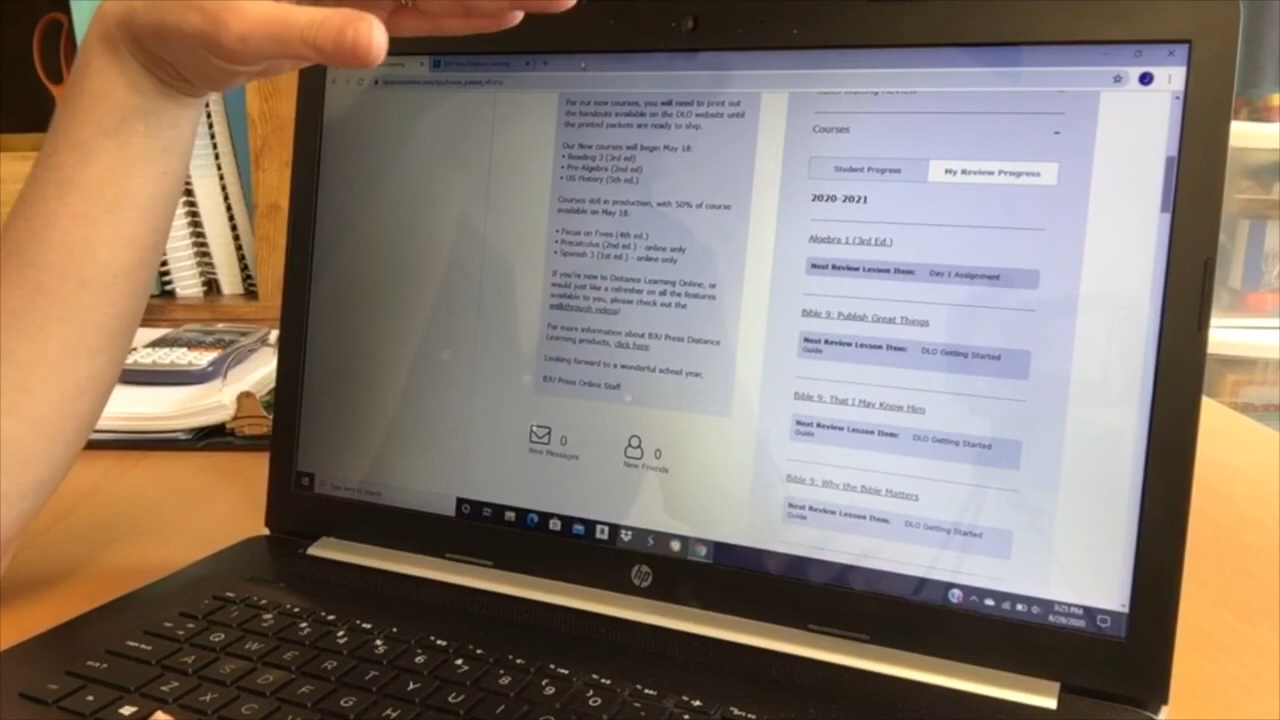 For our new courses, you will need to print out
the handouts available on the DLO website until
the printed packets are ready to ship.
Our New courses will begin May 18.
• Reading 3 (3rd ed)
• Pre-Algebra (2nd ed)
• US History (5th ed.)
Courses still in production, with 50% of course
available on May 18.
• Focus on Fives (4th ed.)
• Precalculus (2nd ed.) - online only
• Spanish 3 (1st ed.) - online only
If you're new to Distance Learning Online, or
would just like a refresher on all the features
available to you, please check out the
walkthrough videos!
For more information about BJU Press Distance
Learning products, click here.
Looking forward to a wonderful school year,
BJU Press Online Staff
0
New Messages
0
New Friends
Courses
Student Progress
My Review Progress
2020-2021
Algebra 1 (3rd Ed.)
Next Review Lesson Item: Day 1 Assignment
Bible 9: Publish Great Things
Next Review Lesson Item: DLO Getting Started
Guide
Bible 9: That I May Know Him
Next Review Lesson Item: DLO Getting Started
Guide
Bible 9: Why the Bible Matters
Next Review Lesson Item: DLO Getting Started
Guide
Type here to search
3:25 PM
6/29/2020
hp
Q W E R T Y U I O
A S D F G H J K
Z X C